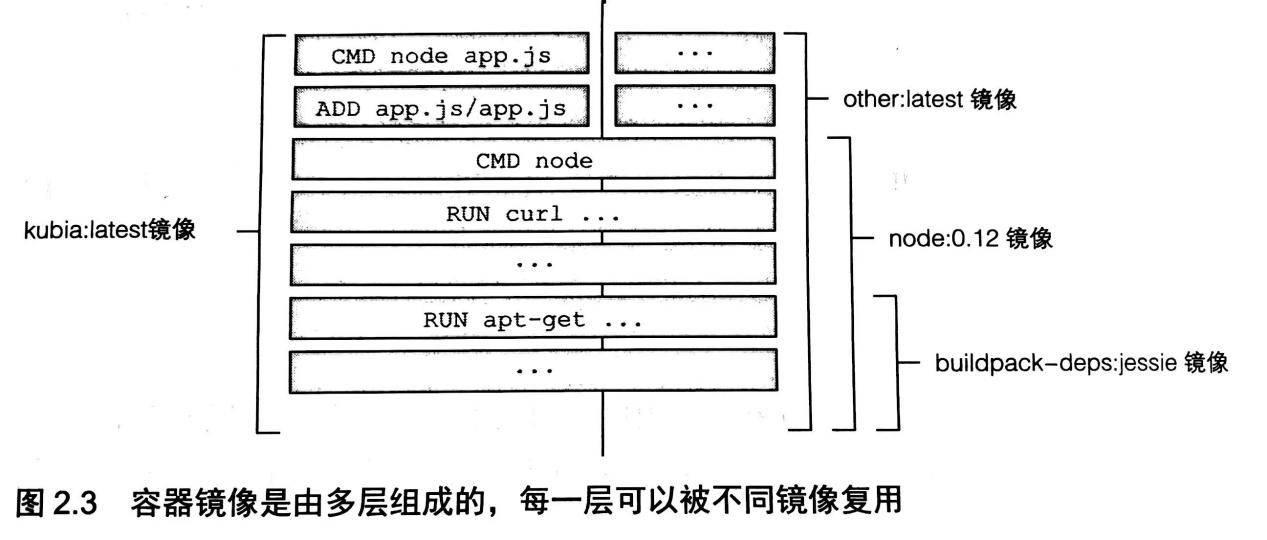 CMD node app.js ...
ADD app.js/app.js ...
other:latest 镜像
CMD node
RUN curl ...
kubia:latest镜像
node:0.12 镜像
...
RUN apt-get ...
buildpack-deps:jessie 镜像
...
图 2.3 容器镜像是由多层组成的，每一层可以被不同镜像复用